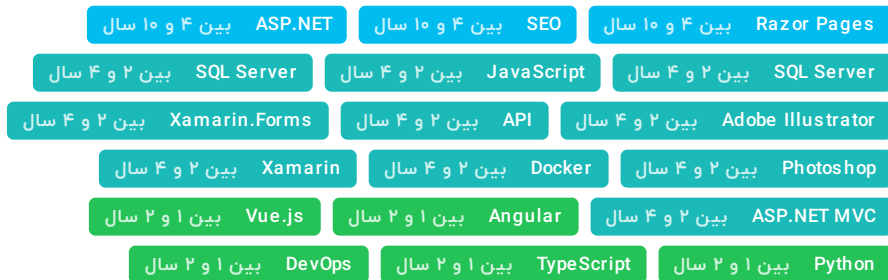 Razor Pages بین ۴ و ۱۰ سال SEO بین ۴ و ۱۰ سال ASP.NET بین ۴ و ۱۰ سال
SQL Server بین ۲ و ۴ سال JavaScript بین ۲ و ۴ سال SQL Server بین ۲ و ۴ سال
Adobe Illustrator بین ۲ و ۴ سال API بین ۲ و ۴ سال Xamarin.Forms بین ۲ و ۴ سال
Photoshop بین ۲ و ۴ سال Docker بین ۲ و ۴ سال Xamarin بین ۲ و ۴ سال
ASP.NET MVC بین ۲ و ۴ سال Angular بین ۱ و ۲ سال Vue.js بین ۱ و ۲ سال
Python بین ۱ و ۲ سال TypeScript بین ۱ و ۲ سال DevOps بین ۱ و ۲ سال